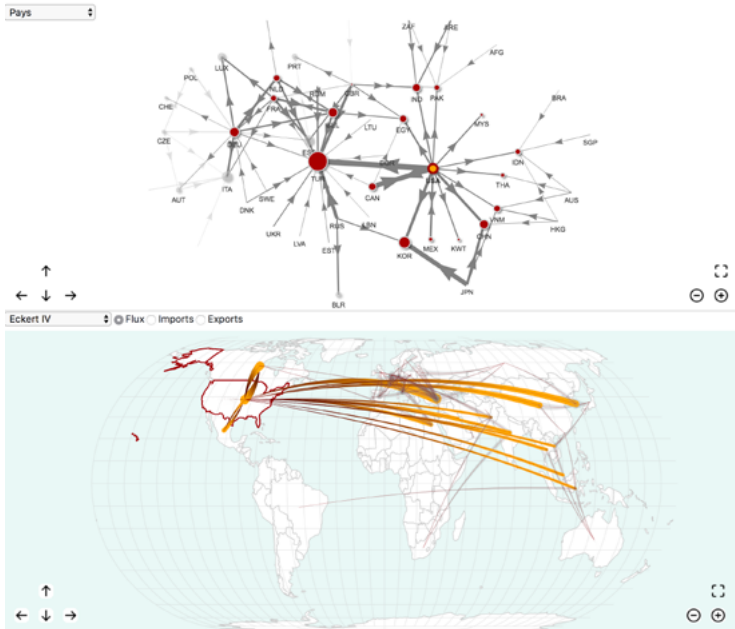 Pays
ZAF
ARE
AFG
LUX
PRT
POL
NLD
ROM
GBR
IND
PAK
BRA
CHE
FRA
LTU
EGY
MYS
CZE
DEU
SGP
IDN
TUR
USA
THA
ITA
CAN
AUT
SWE
DNK
AUS
VNM
RUS
LBN
CHN
HKG
UKR
LVA
EST
KOR
MEX
KWT
JPN
BLR
Eckert IV
Flux Imports Exports